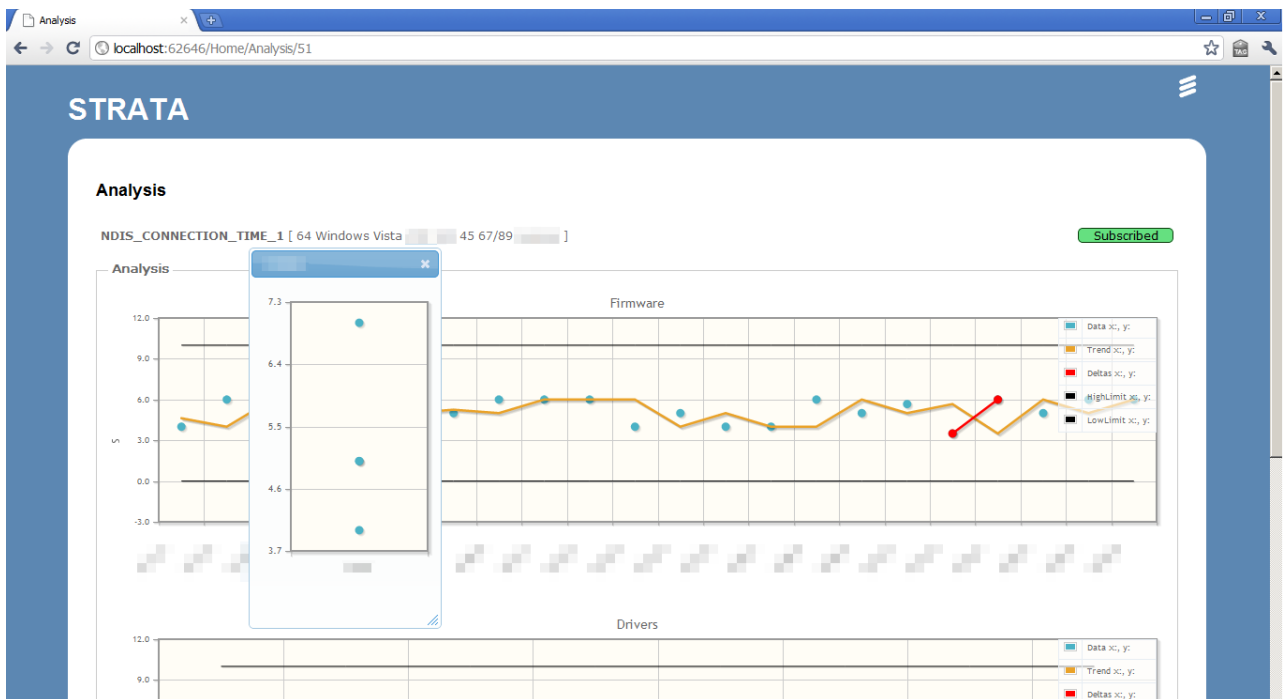 Analysis
localhost:62646/Home/Analysis/51
TAG
STRATA
Analysis
NDIS_CONNECTION_TIME_1 [ 64 Windows Vista 45 67/89 ]
Subscribed
Analysis
Firmware
12.0
9.0
6.0
3.0
0.0
-3.0
S
Data x:, y:
Trend x:, y:
Deltas x:, y:
HighLimit x:, y:
LowLimit x:, y:
7.3
6.4
5.5
4.6
3.7
Drivers
12.0
9.0
Data x:, y:
Trend x:, y:
Deltas x:, y: